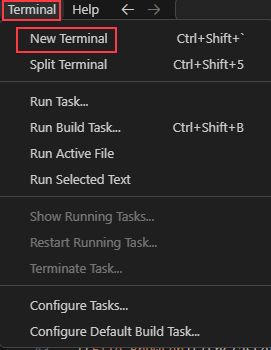 Terminal Help ← →
New Terminal Ctrl+Shift+`
Split Terminal Ctrl+Shift+5
Run Task...
Run Build Task... Ctrl+Shift+B
Run Active File
Run Selected Text
Show Running Tasks...
Restart Running Task...
Terminate Task...
Configure Tasks...
Configure Default Build Task...